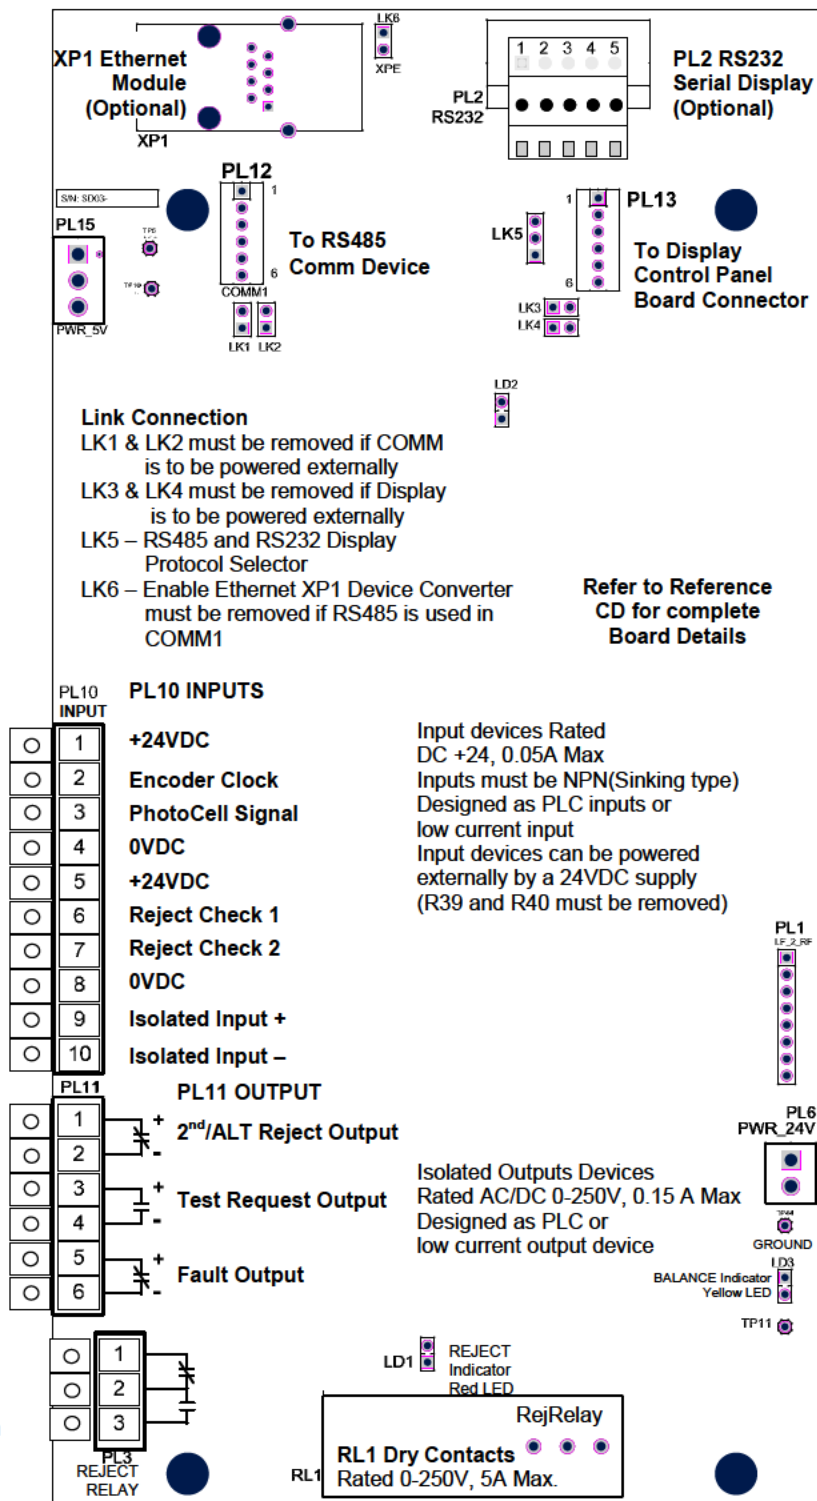 LK6
XPE
XP1 Ethernet
Module
(Optional)
XP1
1 2 3 4 5
PL2
RS232
PL2 RS232
Serial Display
(Optional)
S/N: SD03-
PL15
PWR_5V
PL12
1
6
COMM1
To RS485
Comm Device
LK1 LK2
LK5
1
6
PL13
To Display
Control Panel
Board Connector
LK3
LK4
LD2
Link Connection
LK1 & LK2 must be removed if COMM
is to be powered externally
LK3 & LK4 must be removed if Display
is to be powered externally
LK5 – RS485 and RS232 Display
Protocol Selector
LK6 – Enable Ethernet XP1 Device Converter
must be removed if RS485 is used in
COMM1
Refer to Reference
CD for complete
Board Details
PL10
INPUT
PL10 INPUTS
1 +24VDC
2 Encoder Clock
3 PhotoCell Signal
4 0VDC
5 +24VDC
6 Reject Check 1
7 Reject Check 2
8 0VDC
9 Isolated Input +
10 Isolated Input –
Input devices Rated
DC +24, 0.05A Max
Inputs must be NPN(Sinking type)
Designed as PLC inputs or
low current input
Input devices can be powered
externally by a 24VDC supply
(R39 and R40 must be removed)
PL1
LF_2_RF
PL11
PL11 OUTPUT
1 +
2nd/ALT Reject Output
2 -
3 +
Test Request Output
4 -
5 +
Fault Output
6 -
Isolated Outputs Devices
Rated AC/DC 0-250V, 0.15 A Max
Designed as PLC or
low current output device
PL6
PWR_24V
GROUND
LD3
BALANCE Indicator
Yellow LED
TP11
1
2
3
PL3
REJECT
RELAY
LD1
REJECT
Indicator
Red LED
RejRelay
RL1
RL1 Dry Contacts
Rated 0-250V, 5A Max.